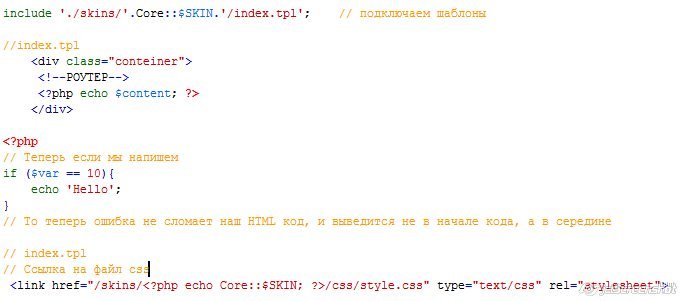 include './skins/'.Core::$SKIN.'/index.tpl';    // подключаем шаблоны
//index.tpl
<div class="conteiner">
<!--РОУТЕР-->
<?php echo $content; ?>
</div>
<?php
// Теперь если мы напишем
if ($var == 10){
echo 'Hello';
}
// То теперь ошибка не сломает наш HTML код, и выведится не в начале кода, а в середине
// index.tpl
// Ссылка на файл css
<link href="/skins/<?php echo Core::$SKIN; ?>/css/style.css" type="text/css" rel="stylesheet">